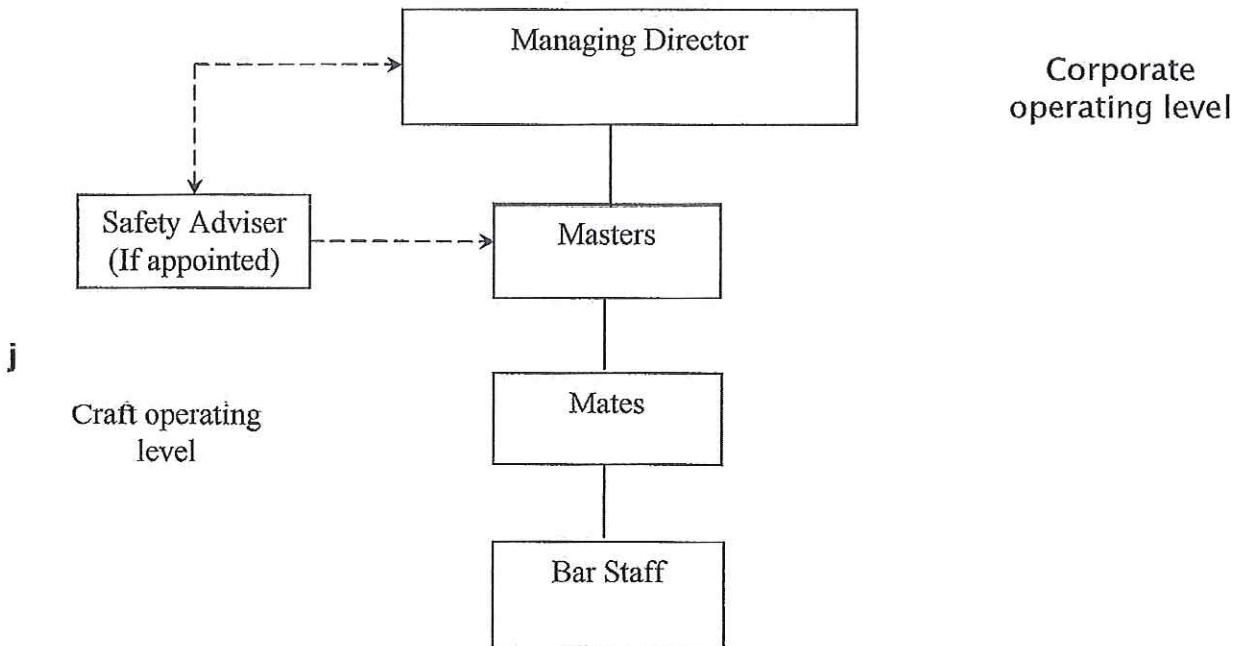 Managing Director
Corporate
operating level
Safety Adviser
(If appointed)
Masters
j
Craft operating
level
Mates
Bar Staff